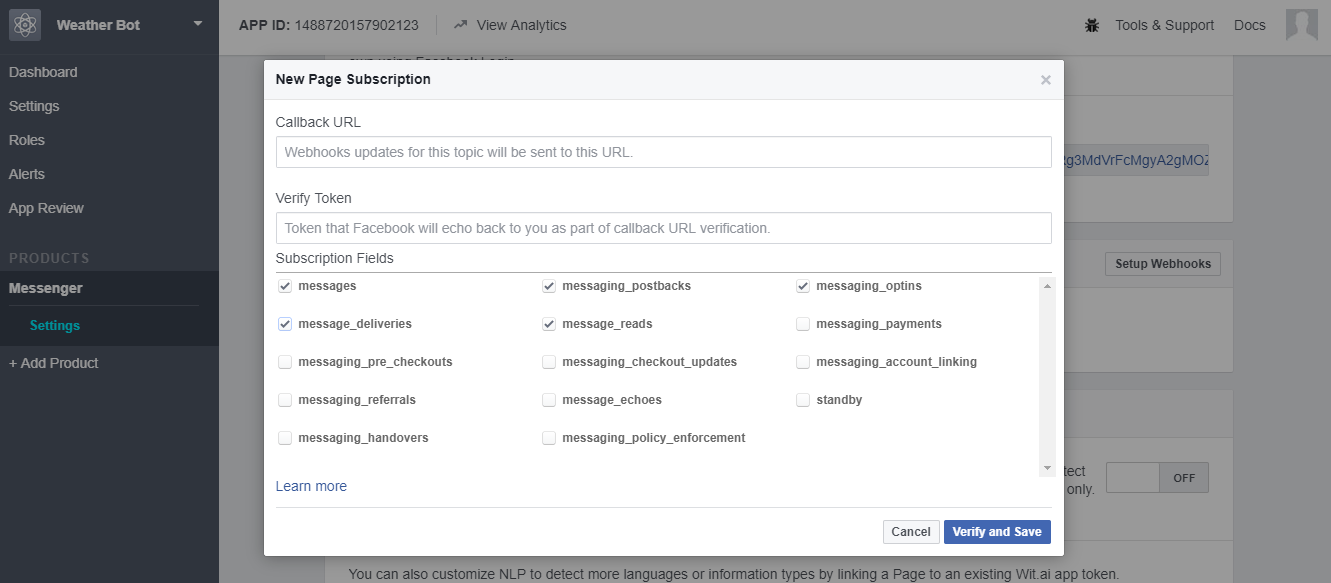 Weather Bot
APP ID: 1488720157902123
View Analytics
Tools & Support
Docs
Dashboard
Settings
Roles
Alerts
App Review
PRODUCTS
Messenger
Settings
+ Add Product
own using Facebook Login
New Page Subscription
×
Callback URL
Webhooks updates for this topic will be sent to this URL.
Verify Token
Token that Facebook will echo back to you as part of callback URL verification.
Subscription Fields
messages
messaging_postbacks
messaging_optins
message_deliveries
message_reads
messaging_payments
messaging_pre_checkouts
messaging_checkout_updates
messaging_account_linking
messaging_referrals
message_echoes
standby
messaging_handovers
messaging_policy_enforcement
Learn more
Cancel
Verify and Save
g3MdVrFcMgyA2gMO
Setup Webhooks
tect
only.
OFF
You can also customize NLP to detect more languages or information types by linking a Page to an existing Wit.ai app token.